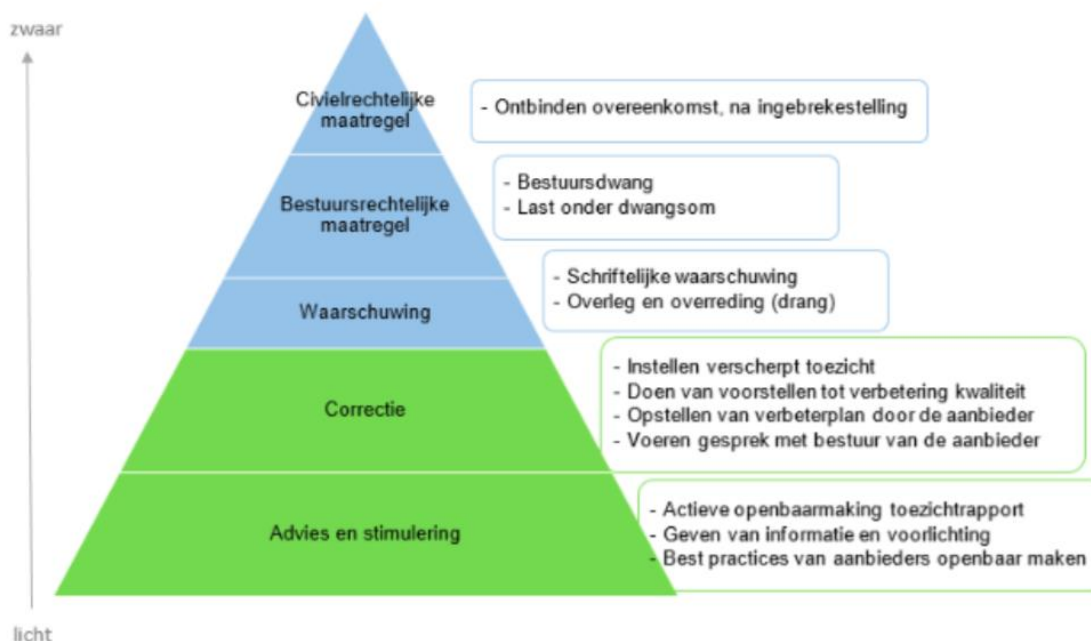 zwaar
Civielrechtelijke
maatregel
- Ontbinden overeenkomst, na ingebrekestelling
Bestuursrechtelijke
maatregel
- Bestuursdwang
- Last onder dwangsom
Waarschuwing
- Schriftelijke waarschuwing
- Overleg en overreding (drang)
Correctie
- Instellen verscherpt toezicht
- Doen van voorstellen tot verbetering kwaliteit
- Opstellen van verbeterplan door de aanbieder
- Voeren gesprek met bestuur van de aanbieder
Advies en stimulering
- Actieve openbaarmaking toezichtrapport
- Geven van informatie en voorlichting
- Best practices van aanbieders openbaar maken
licht